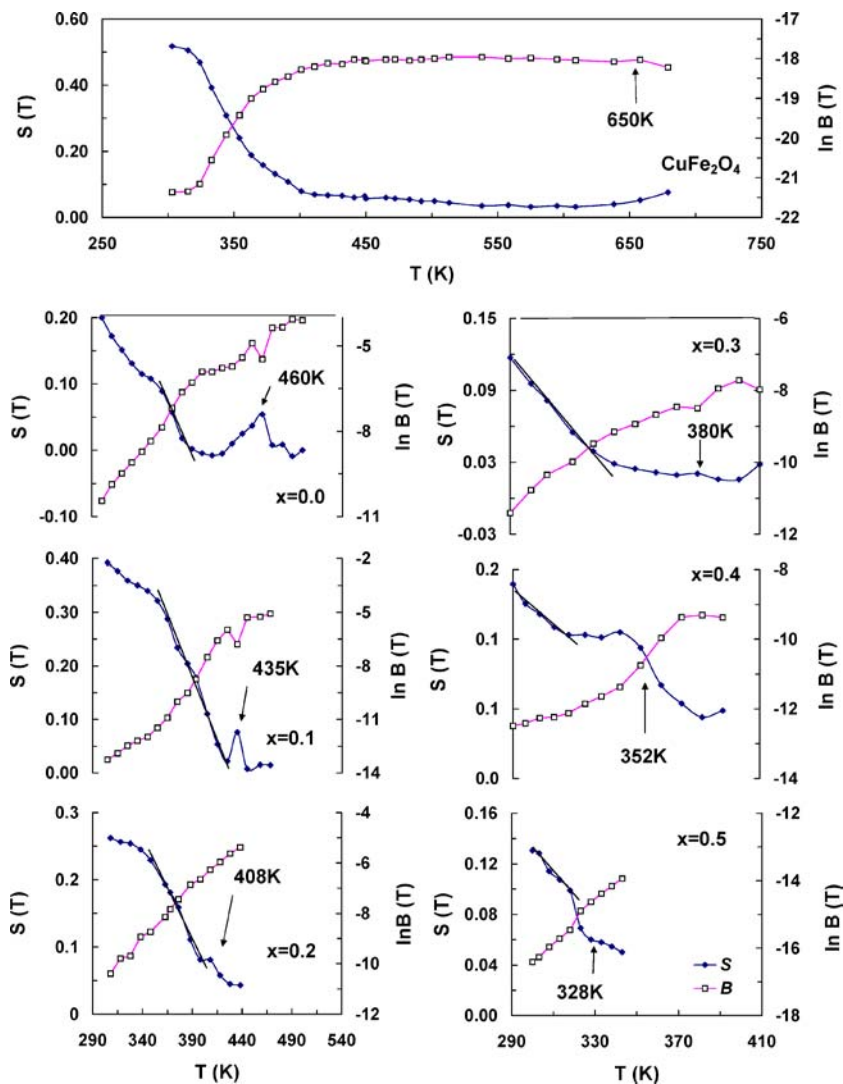 0.60
-17
-18
0.40
-19
S (T)
ln B (T)
650K
-20
0.20
CuFe₂O₄
-21
0.00
-22
250 350 450 550 650 750
T (K)
0.20
-5
0.10
460K
S (T)
ln B (T)
0.00
-8
x=0.0
-0.10
-11
0.15
-6
x=0.3
0.09
-8
S (T)
ln B (T)
380K
0.03
-10
-0.03
-12
0.40
-2
0.30
-5
435K
S (T)
ln B (T)
0.20
-8
0.10
-11
x=0.1
0.00
-14
0.2
-8
x=0.4
0.1
-10
S (T)
ln B (T)
0.1
-12
352K
0.0
-14
0.3
-4
0.2
-6
408K
S (T)
lnB (T)
-8
0.1
-10
x=0.2
0
-12
290 340 390 440 490 540
T (K)
0.16
-12
x=0.5
0.12
-14
S (T)
ln B (T)
0.08
-16
0.04
328K
S
B
0.00
-18
290 330 370 410
T (K)